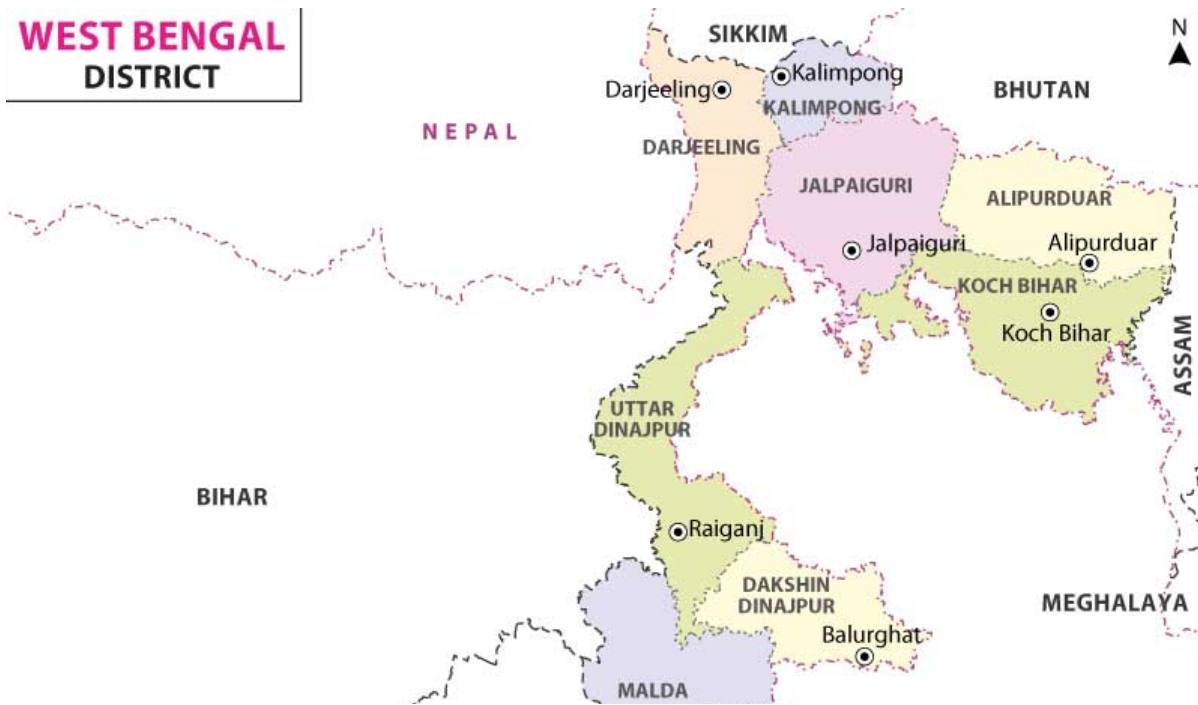 WEST BENGAL
DISTRICT
SIKKIM
N
Kalimpong
Darjeeling
BHUTAN
KALIMPONG
NEPAL
DARJEELING
JALPAIGURI
ALIPURDUAR
Jalpaiguri
Alipurduar
KOCH BIHAR
Koch Bihar
ASSAM
UTTAR
DINAJPUR
BIHAR
Raiganj
DAKSHIN
DINAJPUR
MEGHALAYA
Balurghat
MALDA